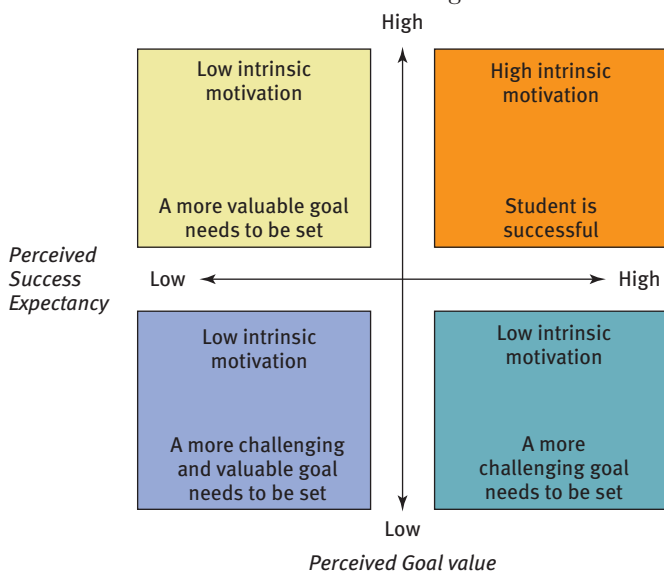 High
Low intrinsic
motivation
A more valuable goal
needs to be set
High intrinsic
motivation
Student is
successful
Perceived
Success
Expectancy
Low
High
Low intrinsic
motivation
A more challenging
and valuable goal
needs to be set
Low intrinsic
motivation
A more
challenging goal
needs to be set
Low
Perceived Goal value